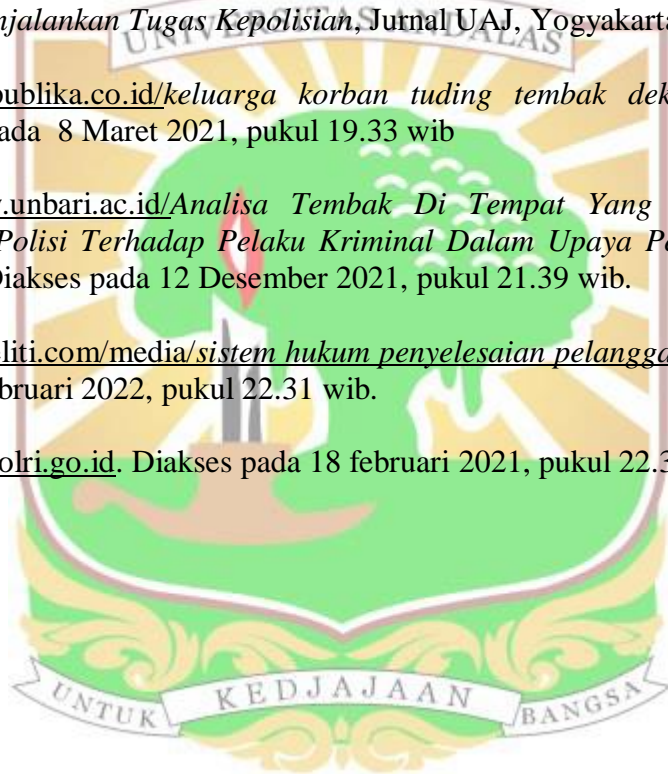 njalankan Tugas Kepolisian, Jurnal UAJ, Yogyakarta
UNIVERSITAS ANDALAS
publika.co.id/keluarga korban tuding tembak dek
ada 8 Maret 2021, pukul 19.33 wib
.unbari.ac.id/Analisa Tembak Di Tempat Yang
Polisi Terhadap Pelaku Kriminal Dalam Upaya Pe
Diakses pada 12 Desember 2021, pukul 21.39 wib.
liti.com/media/sistem hukum penyelesaian pelangga
bruari 2022, pukul 22.31 wib.
olri.go.id. Diakses pada 18 februari 2021, pukul 22.3
UNTUK KEDJAJAAN BANGSA